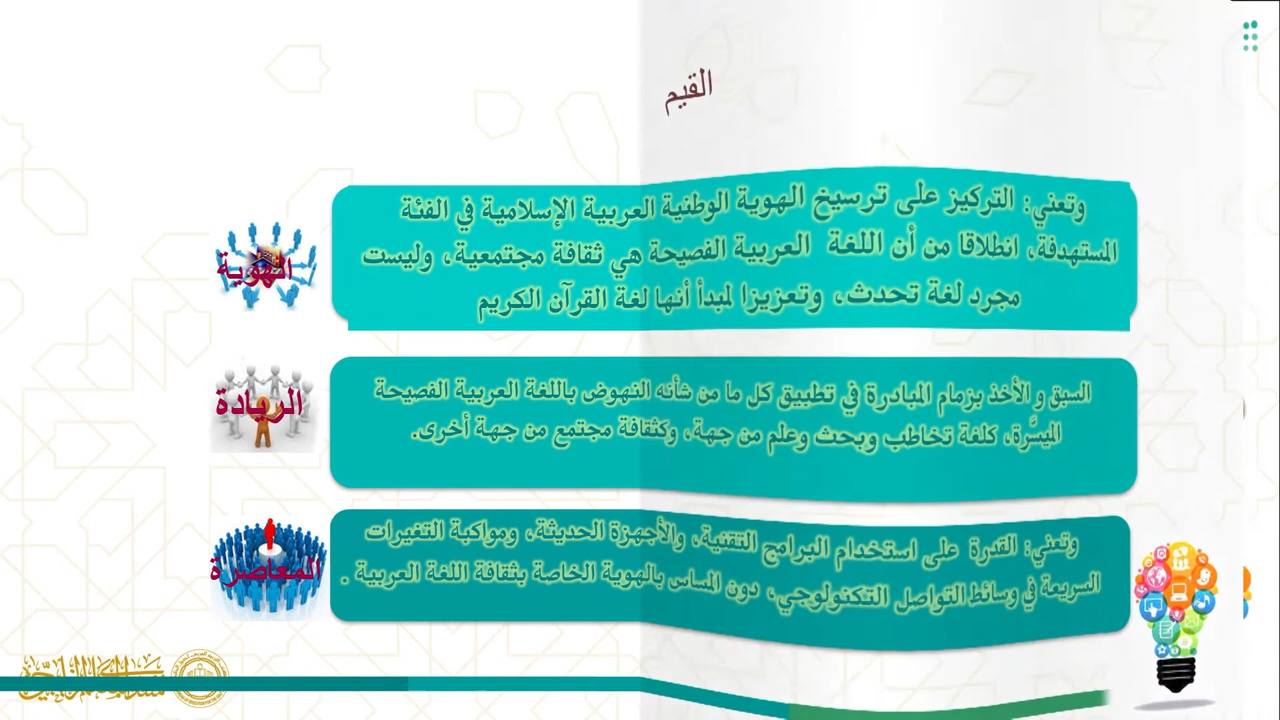 القيم
الهوية
وتعني: التركيز على ترسيخ الهوية الوطنية العربية الإسلامية في الفئة
المستهدفة، انطلاقا من أن اللغة العربية الفصيحة هي ثقافة مجتمعية، وليست
مجرد لغة تحدث، وتعزيزا لمبدأ أنها لغة القرآن الكريم
الريادة
السبق و الأخذ بزمام المبادرة في تطبيق كل ما من شأنه النهوض باللغة العربية الفصيحة
الميسَّرة، كلغة تخاطب وبحث وعلم من جهة، وكثقافة مجتمع من جهة أخرى.
المعاصرة
وتعني: القدرة على استخدام البرامج التقنية، والأجهزة الحديثة، ومواكبة التغيرات
السريعة في وسائط التواصل التكنولوجي، دون المساس بالهوية الخاصة بثقافة اللغة العربية .